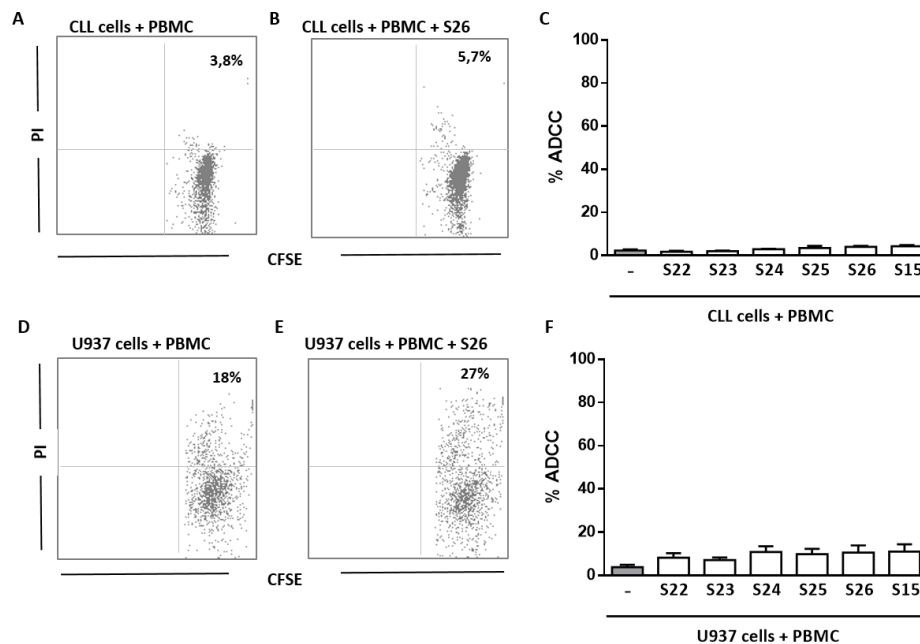 A
CLL cells + PBMC
3,8%
PI
B
CLL cells + PBMC + S26
5,7%
CFSE
C
100
80
60
40
20
0
% ADCC
- S22 S23 S24 S25 S26 S15
CLL cells + PBMC
D
U937 cells + PBMC
18%
PI
E
U937 cells + PBMC + S26
27%
CFSE
F
100
80
60
40
20
0
% ADCC
- S22 S23 S24 S25 S26 S15
U937 cells + PBMC